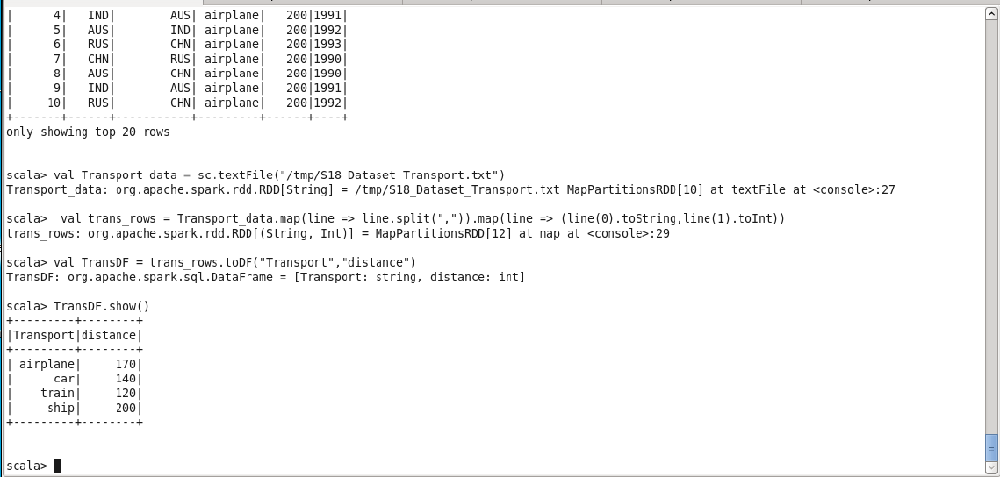 |      4|   IND|        AUS| airplane|   200|1991|
|      5|   AUS|        IND| airplane|   200|1992|
|      6|   RUS|        CHN| airplane|   200|1993|
|      7|   CHN|        RUS| airplane|   200|1990|
|      8|   AUS|        CHN| airplane|   200|1990|
|      9|   IND|        AUS| airplane|   200|1991|
|     10|   RUS|        CHN| airplane|   200|1992|
+-------+------+-----------+---------+------+----+
only showing top 20 rows
scala> val Transport_data = sc.textFile("/tmp/S18_Dataset_Transport.txt")
Transport_data: org.apache.spark.rdd.RDD[String] = /tmp/S18_Dataset_Transport.txt MapPartitionsRDD[10] at textFile at <console>:27
scala>  val trans_rows = Transport_data.map(line => line.split(",")).map(line => (line(0).toString,line(1).toInt))
trans_rows: org.apache.spark.rdd.RDD[(String, Int)] = MapPartitionsRDD[12] at map at <console>:29
scala> val TransDF = trans_rows.toDF("Transport","distance")
TransDF: org.apache.spark.sql.DataFrame = [Transport: string, distance: int]
scala> TransDF.show()
+---------+--------+
|Transport|distance|
+---------+--------+
| airplane|     170|
|      car|     140|
|    train|     120|
|     ship|     200|
+---------+--------+
scala>